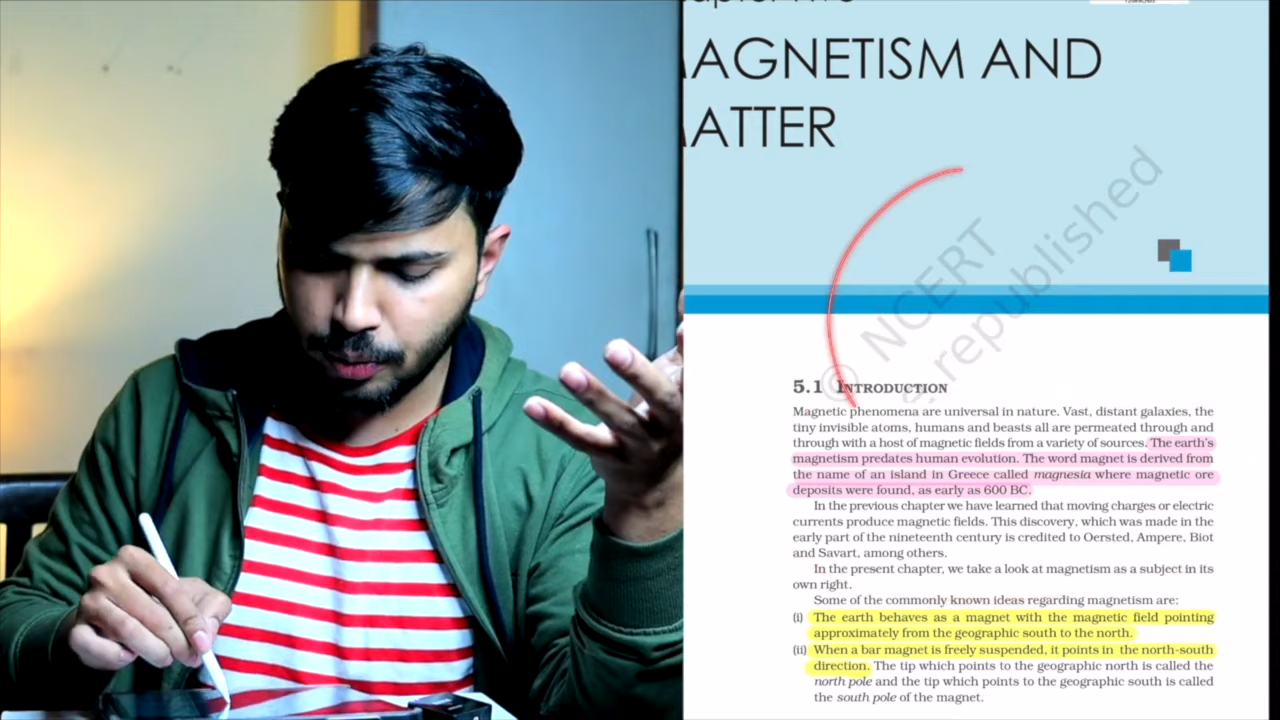 AGNETISM AND
ATTER
© NCERT
republished
5.1 INTRODUCTION
Magnetic phenomena are universal in nature. Vast, distant galaxies, the
tiny invisible atoms, humans and beasts all are permeated through and
through with a host of magnetic fields from a variety of sources. The earth's
magnetism predates human evolution. The word magnet is derived from
the name of an island in Greece called magnesia where magnetic ore
deposits were found, as early as 600 BC.
In the previous chapter we have learned that moving charges or electric
currents produce magnetic fields. This discovery, which was made in the
early part of the nineteenth century is credited to Oersted, Ampere, Biot
and Savart, among others.
In the present chapter, we take a look at magnetism as a subject in its
own right.
Some of the commonly known ideas regarding magnetism are:
(i) The earth behaves as a magnet with the magnetic field pointing
approximately from the geographic south to the north.
(ii) When a bar magnet is freely suspended, it points in the north-south
direction. The tip which points to the geographic north is called the
north pole and the tip which points to the geographic south is called
the south pole of the magnet.